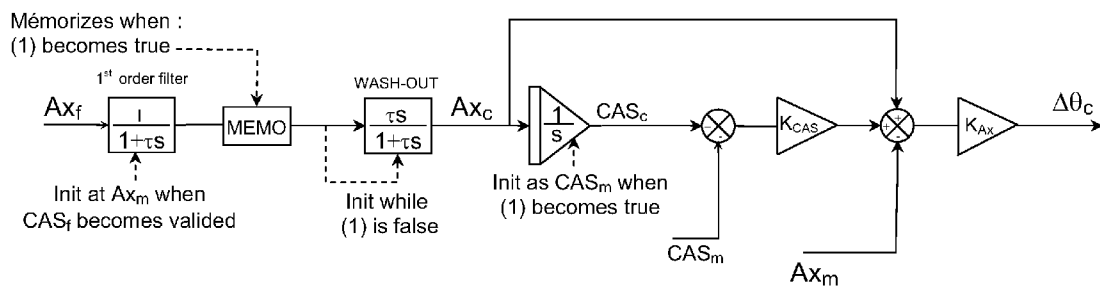 Mémorizes when :
(1) becomes true
1st order filter
WASH-OUT
Axf
1
1+τs
MEMO
τs
1+τs
Axc
1
s
CASc
KCAS
KAx
Δθc
Init at Axm when
CASf becomes valided
Init while
(1) is false
Init as CASm when
(1) becomes true
CASm
Axm
-
-
+
+
-